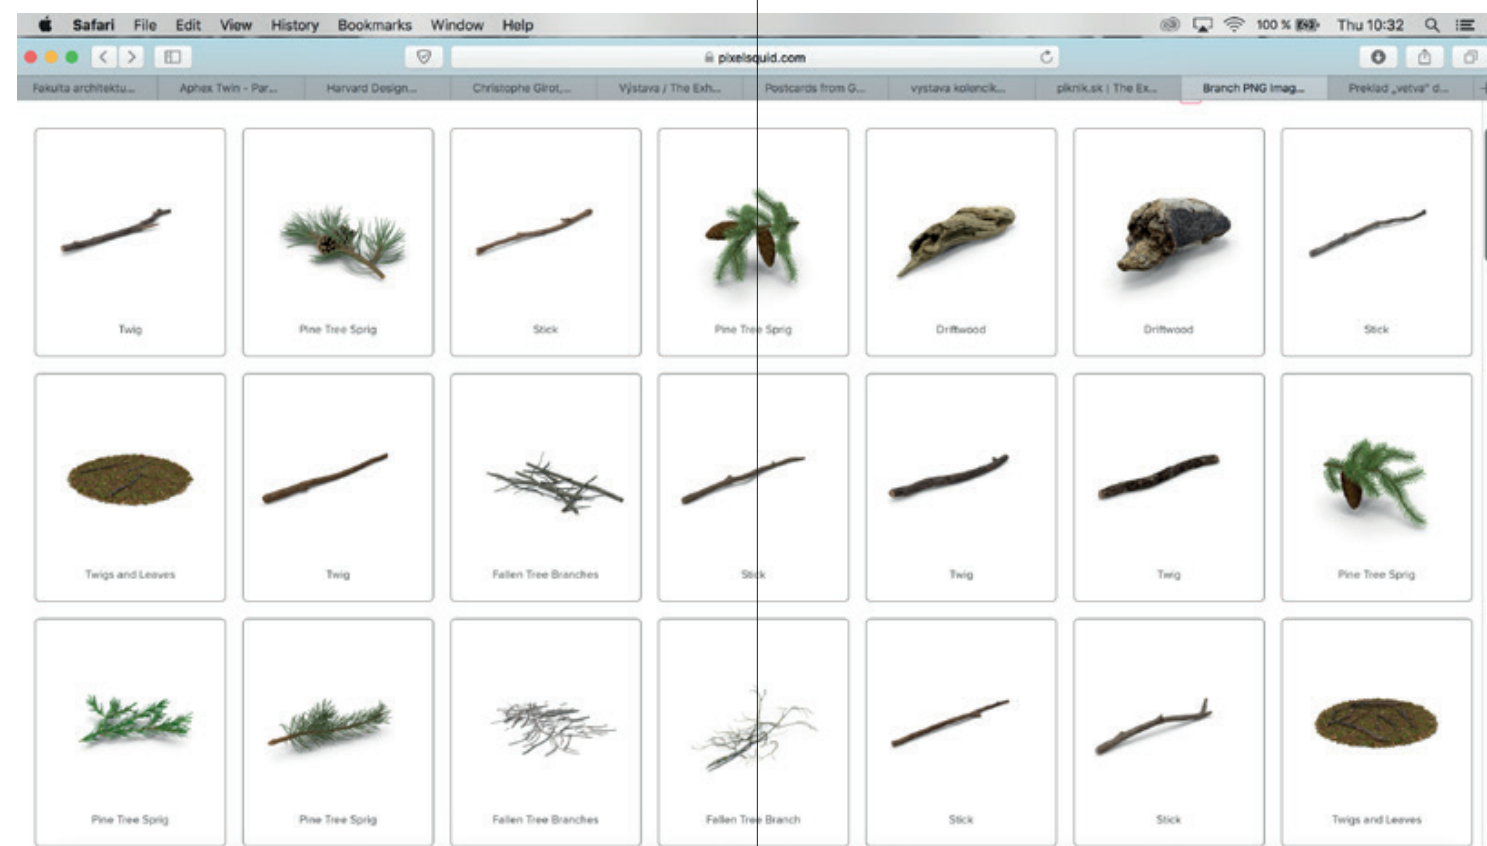 Safari File Edit View History Bookmarks Window Help 100 % Thu 10:32
pixelsquid.com
Fakulta architektu... Aphex Twin - Par... Harvard Design... Christophe Girot,... Výstava / The Exh... Postcards from G... vystava kolencik... piknik.sk | The Ex... Branch PNG Imag... Preklad „vetva“ d...
Twig Pine Tree Sprig Stick Pine Tree Sprig Driftwood Driftwood Stick
Twigs and Leaves Twig Fallen Tree Branches Stick Twig Twig Pine Tree Sprig
Pine Tree Sprig Pine Tree Sprig Fallen Tree Branches Fallen Tree Branch Stick Stick Twigs and Leaves